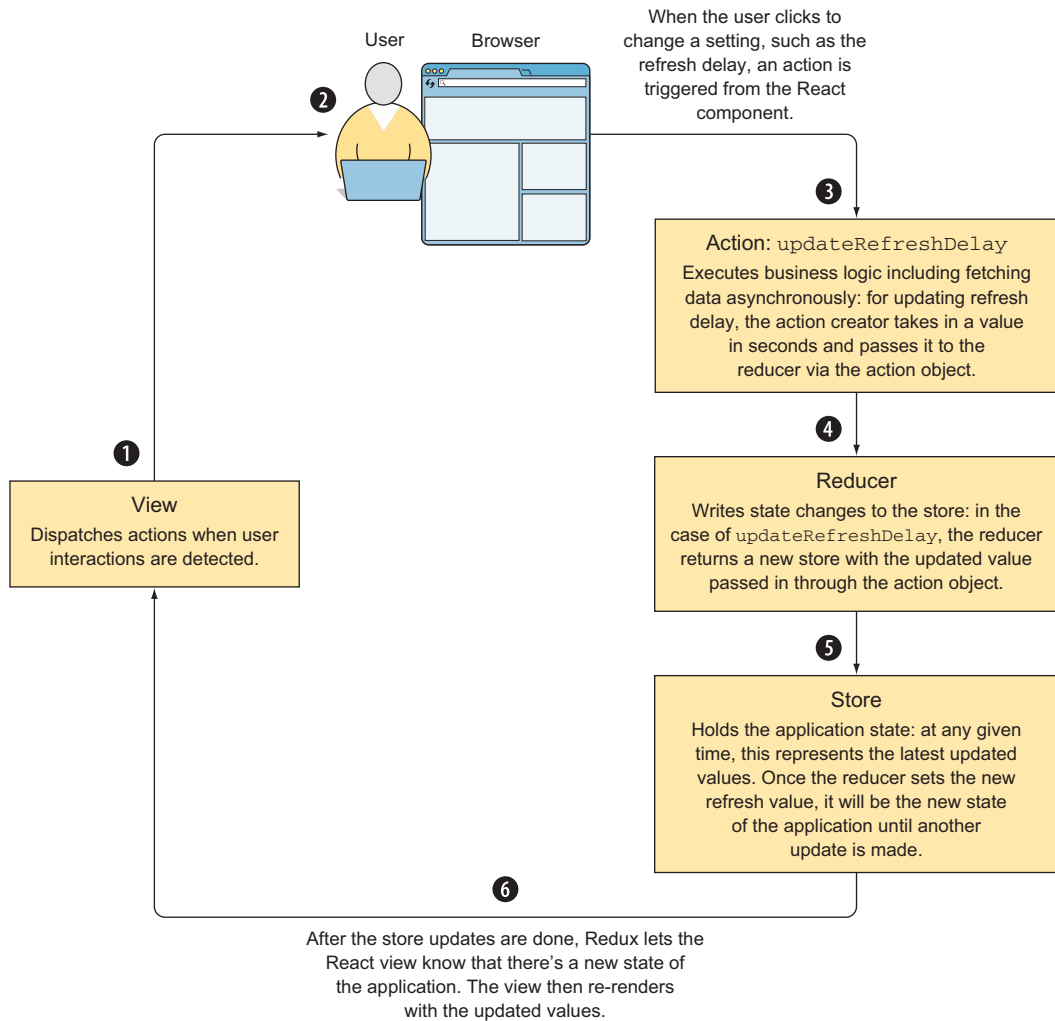 User
Browser
When the user clicks to
change a setting, such as the
refresh delay, an action is
triggered from the React
component.
2
3
Action: updateRefreshDelay
Executes business logic including fetching
data asynchronously: for updating refresh
delay, the action creator takes in a value
in seconds and passes it to the
reducer via the action object.
4
1
View
Dispatches actions when user
interactions are detected.
Reducer
Writes state changes to the store: in the
case of updateRefreshDelay, the reducer
returns a new store with the updated value
passed in through the action object.
5
Store
Holds the application state: at any given
time, this represents the latest updated
values. Once the reducer sets the new
refresh value, it will be the new state
of the application until another
update is made.
6
After the store updates are done, Redux lets the
React view know that there’s a new state of
the application. The view then re-renders
with the updated values.